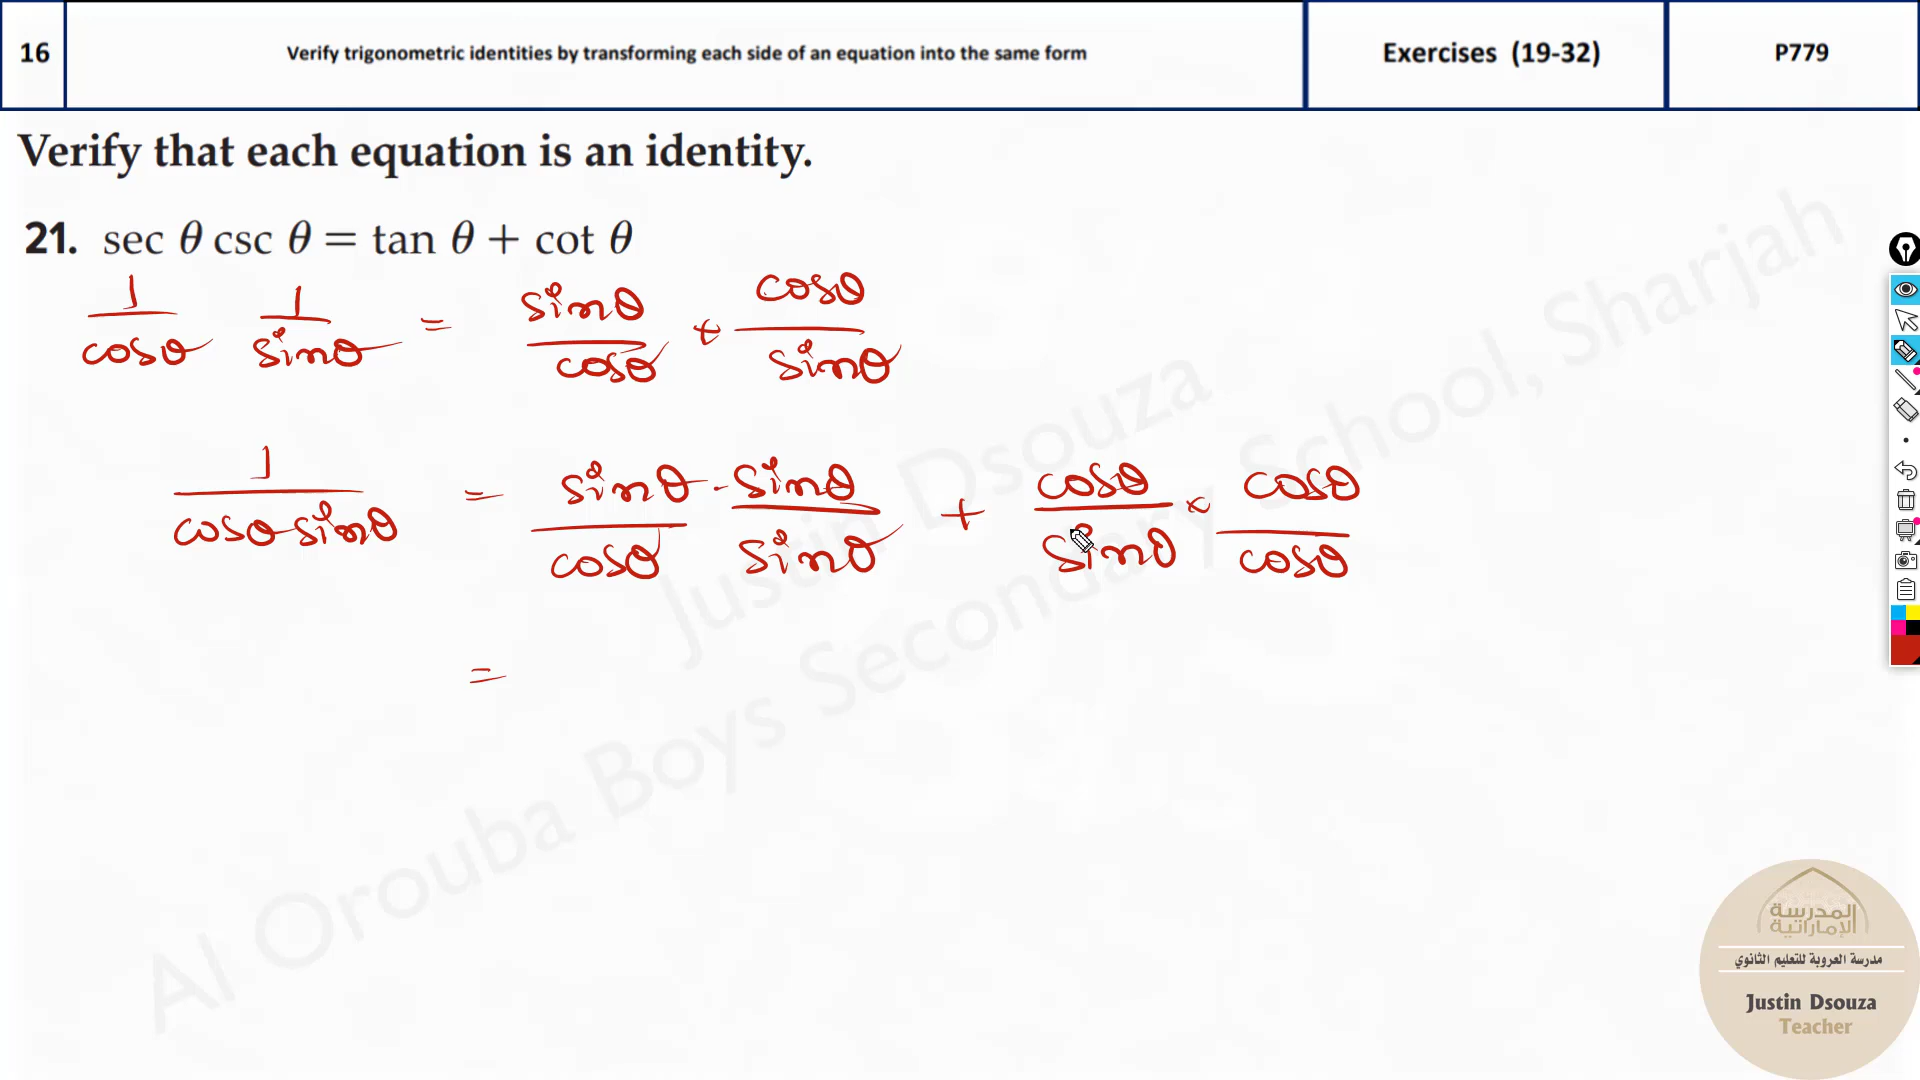 16 Verify trigonometric identities by transforming each side of an equation into the same form Exercises (19-32) P779
Verify that each equation is an identity.
21. sec θ csc θ = tan θ + cot θ
1/cosθ 1/sinθ = sinθ/cosθ + cosθ/sinθ
1/cosθ sinθ = sinθ/cosθ · sinθ/sinθ + cosθ/sinθ × cosθ/cosθ
=
Justin Dsouza
Al Orouba Boys Secondary School, Sharjah
المدرسة
الإماراتية
مدرسة العروبة للتعليم الثانوي
Justin Dsouza
Teacher